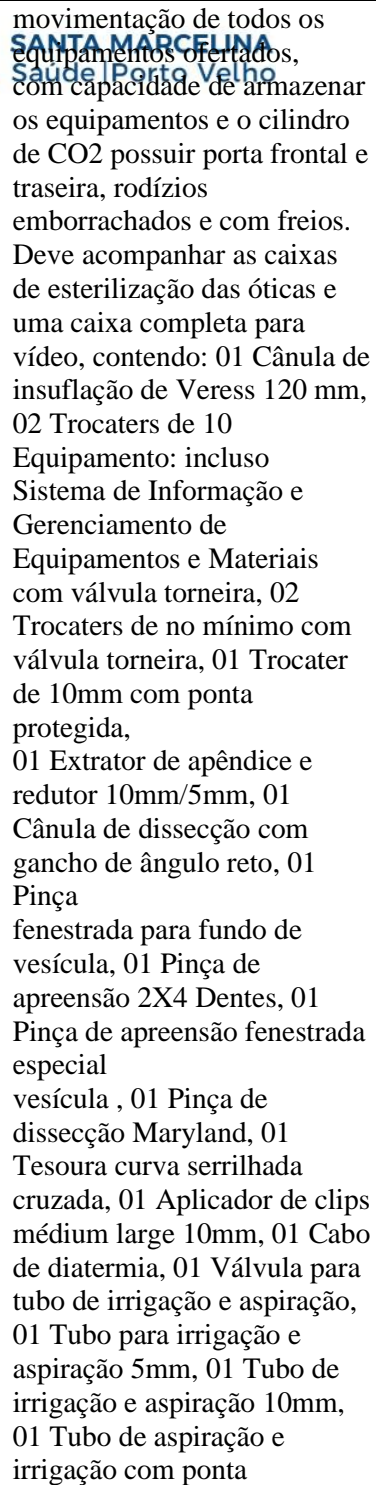 movimentação de todos os
SANTA MARCELINA
equipamentos ofertados,
Saúde | Porto Velho
com capacidade de armazenar
os equipamentos e o cilindro
de CO2 possuir porta frontal e
traseira, rodízios
emborrachados e com freios.
Deve acompanhar as caixas
de esterilização das óticas e
uma caixa completa para
vídeo, contendo: 01 Cânula de
insuflação de Veress 120 mm,
02 Trocaters de 10
Equipamento: incluso
Sistema de Informação e
Gerenciamento de
Equipamentos e Materiais
com válvula torneira, 02
Trocaters de no mínimo com
válvula torneira, 01 Trocater
de 10mm com ponta
protegida,
01 Extrator de apêndice e
redutor 10mm/5mm, 01
Cânula de dissecção com
gancho de ângulo reto, 01
Pinça
fenestrada para fundo de
vesícula, 01 Pinça de
apreensão 2X4 Dentes, 01
Pinça de apreensão fenestrada
especial
vesícula , 01 Pinça de
dissecção Maryland, 01
Tesoura curva serrilhada
cruzada, 01 Aplicador de clips
médium large 10mm, 01 Cabo
de diatermia, 01 Válvula para
tubo de irrigação e aspiração,
01 Tubo para irrigação e
aspiração 5mm, 01 Tubo de
irrigação e aspiração 10mm,
01 Tubo de aspiração e
irrigação com ponta